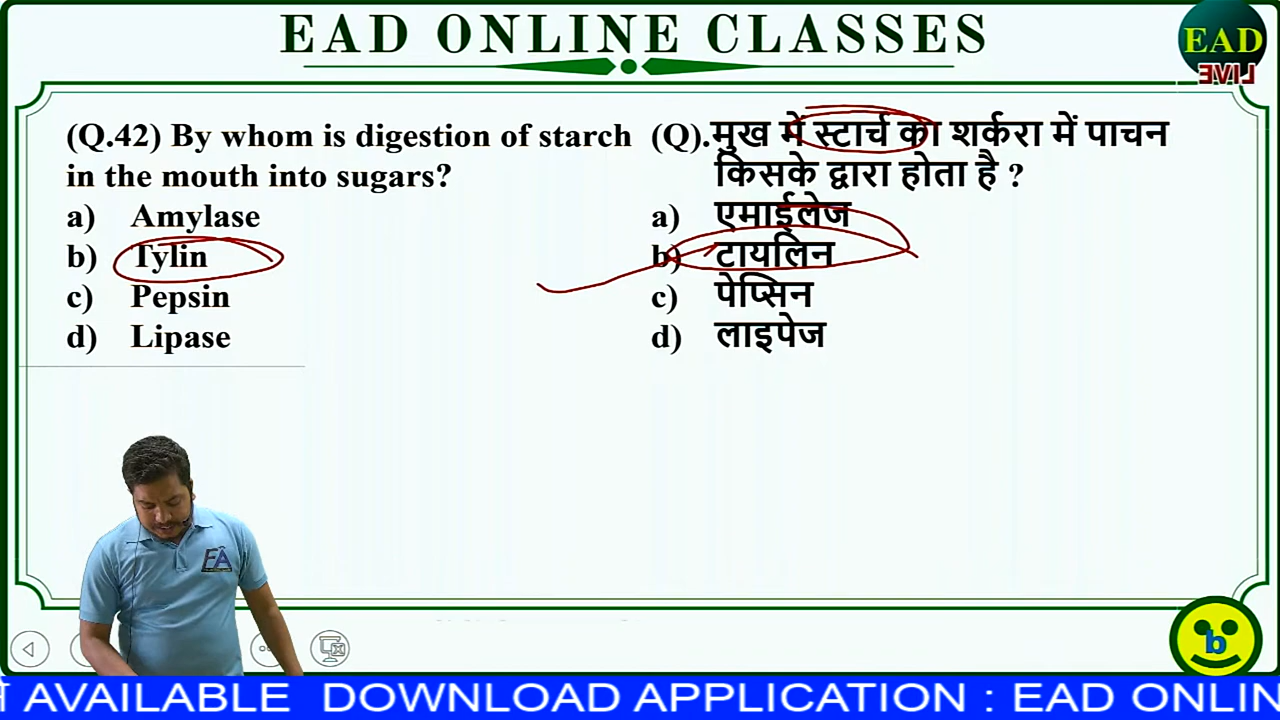 EAD ONLINE CLASSES
EAD
LIVE
(Q.42) By whom is digestion of starch
in the mouth into sugars?
a) Amylase
b) Tylin
c) Pepsin
d) Lipase
(Q).मुख में स्टार्च का शर्करा में पाचन
किसके द्वारा होता है ?
a) एमाईलेज
b) टायलिन
c) पेप्सिन
d) लाइपेज
EA
b
AVAILABLE DOWNLOAD APPLICATION : EAD ONLIN